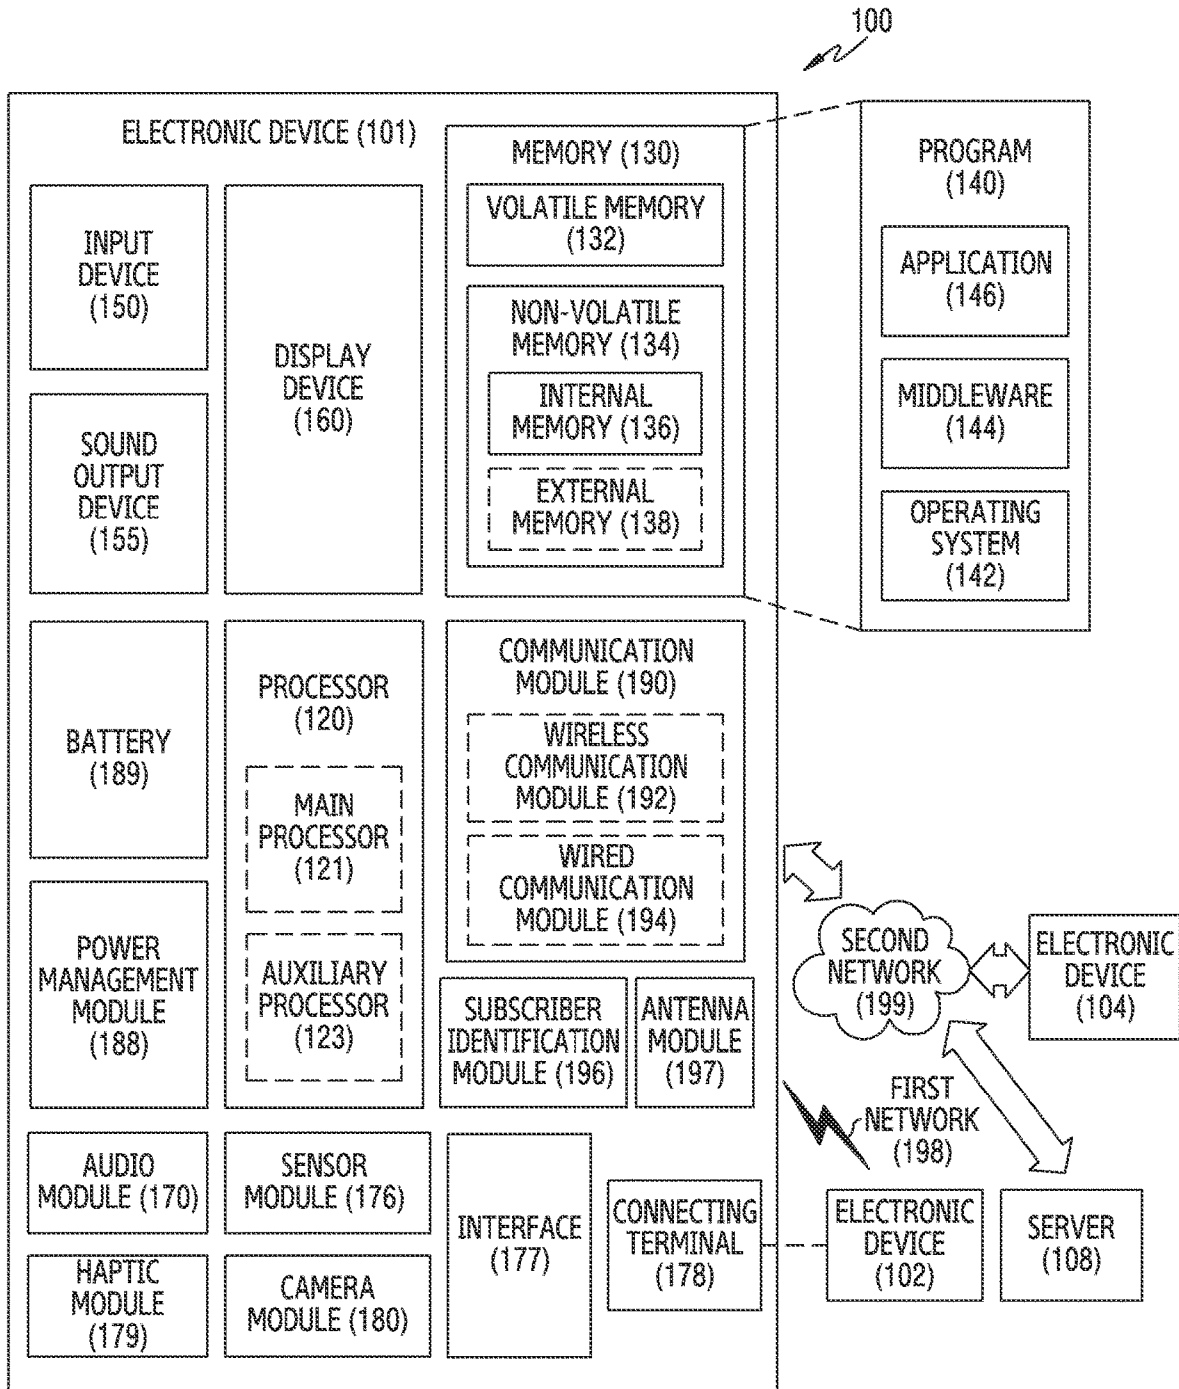 100
ELECTRONIC DEVICE (101)
INPUT
DEVICE
(150)
SOUND
OUTPUT
DEVICE
(155)
DISPLAY
DEVICE
(160)
MEMORY (130)
VOLATILE MEMORY
(132)
NON-VOLATILE
MEMORY (134)
INTERNAL
MEMORY (136)
EXTERNAL
MEMORY (138)
PROGRAM
(140)
APPLICATION
(146)
MIDDLEWARE
(144)
OPERATING
SYSTEM
(142)
BATTERY
(189)
POWER
MANAGEMENT
MODULE
(188)
PROCESSOR
(120)
MAIN
PROCESSOR
(121)
AUXILIARY
PROCESSOR
(123)
COMMUNICATION
MODULE (190)
WIRELESS
COMMUNICATION
MODULE (192)
WIRED
COMMUNICATION
MODULE (194)
SUBSCRIBER
IDENTIFICATION
MODULE (196)
ANTENNA
MODULE
(197)
SECOND
NETWORK
(199)
ELECTRONIC
DEVICE
(104)
FIRST
NETWORK
(198)
AUDIO
MODULE (170)
SENSOR
MODULE (176)
INTERFACE
(177)
CONNECTING
TERMINAL
(178)
ELECTRONIC
DEVICE
(102)
SERVER
(108)
HAPTIC
MODULE
(179)
CAMERA
MODULE (180)